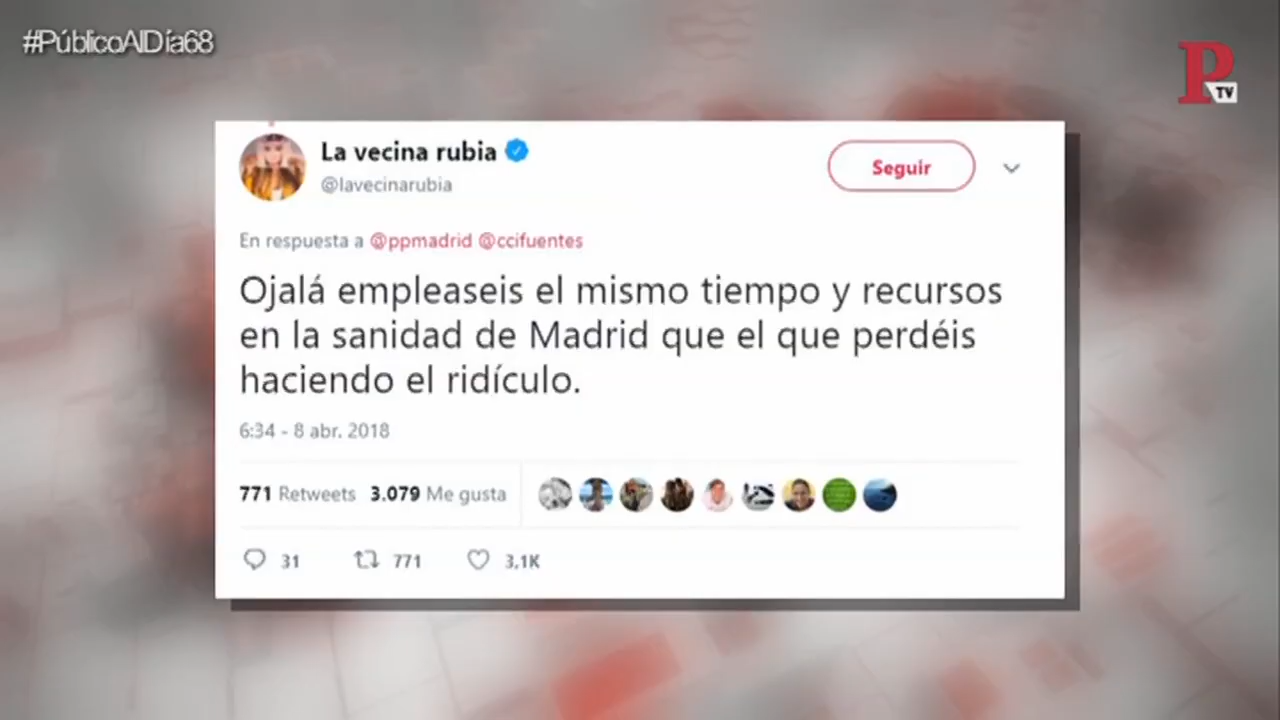 #PúblicoAlDía68
P
TV
La vecina rubia
@lavecinarubia
Seguir
En respuesta a @ppmadrid @ccifuentes
Ojalá empleaseis el mismo tiempo y recursos
en la sanidad de Madrid que el que perdéis
haciendo el ridículo.
6:34 - 8 abr. 2018
771 Retweets 3.079 Me gusta
31 771 3,1K